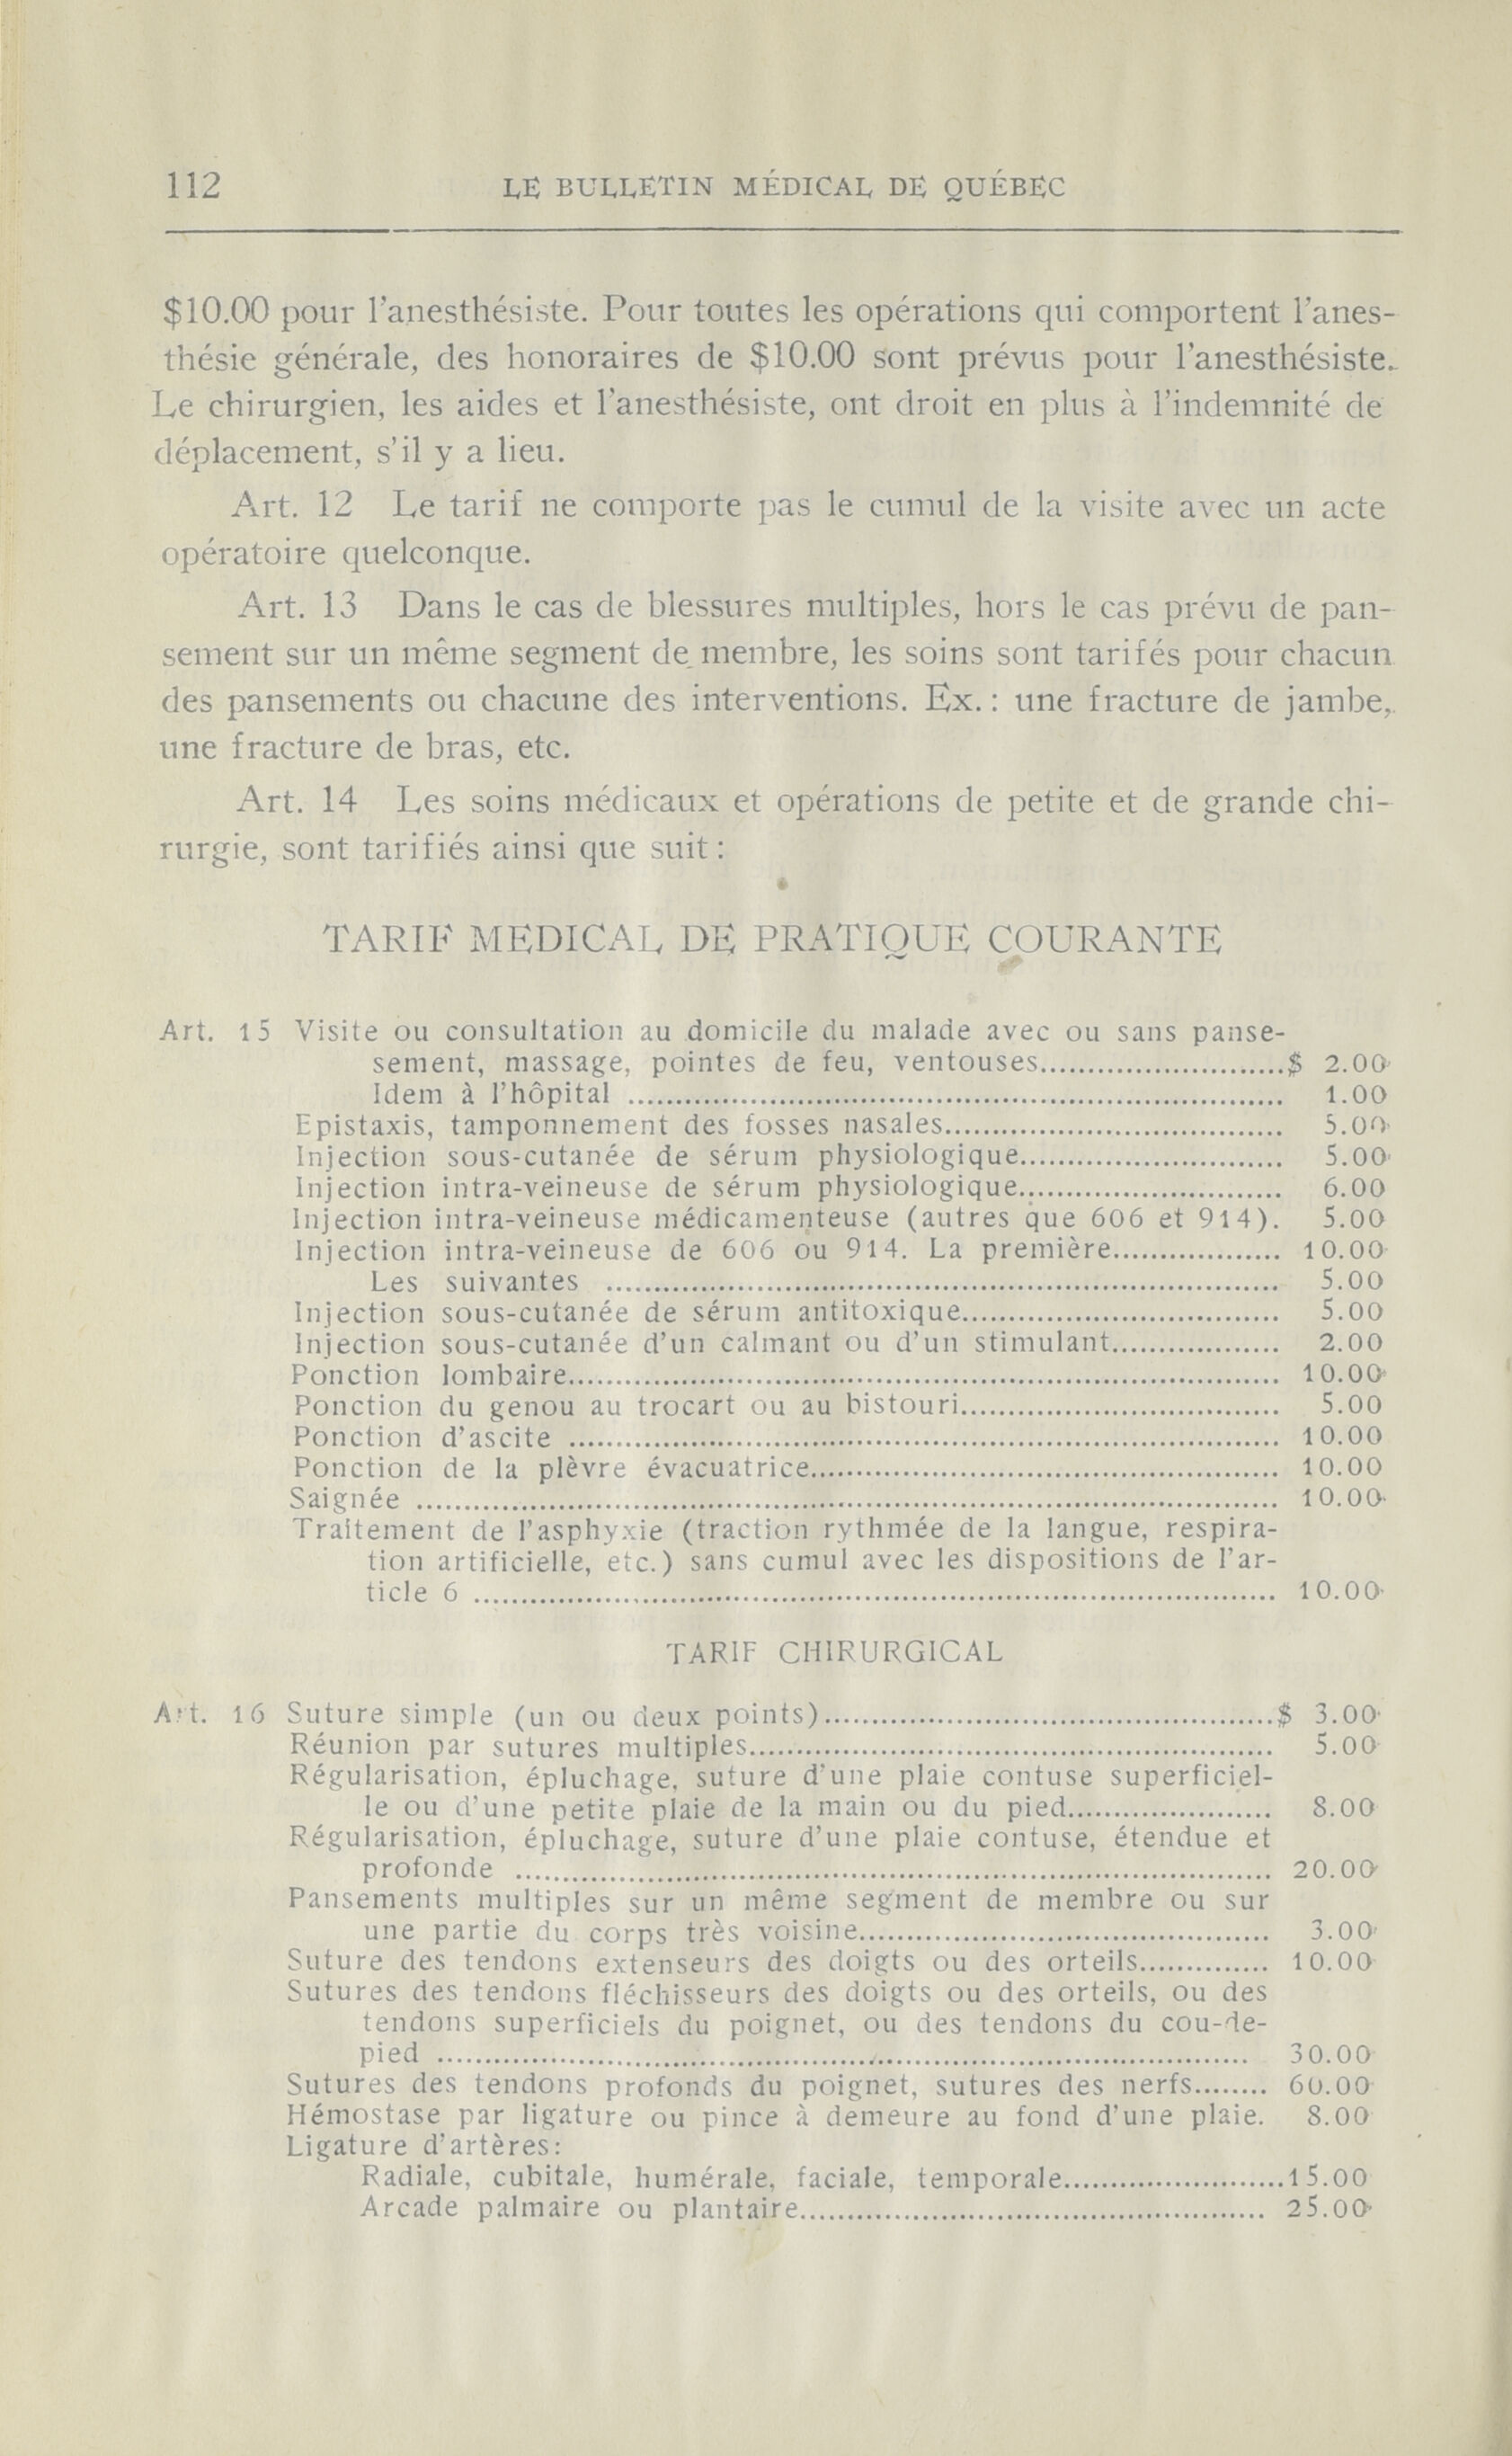 112 LE BULLETIN MÉDICAL DE QUÉBEC
$10.00 pour l'anesthésiste. Pour toutes les opérations qui comportent l'anes-
thésie générale, des honoraires de $10.00 sont prévus pour l'anesthésiste.
Le chirurgien, les aides et l'anesthésiste, ont droit en plus à l'indemnité de
déplacement, s'il y a lieu.
Art. 12 Le tarif ne comporte pas le cumul de la visite avec un acte
opératoire quelconque.
Art. 13 Dans le cas de blessures multiples, hors le cas prévu de pan-
sement sur un même segment de membre, les soins sont tarifés pour chacun
des pansements ou chacune des interventions. Ex. : une fracture de jambe,
une fracture de bras, etc.
Art. 14 Les soins médicaux et opérations de petite et de grande chi-
rurgie, sont tarifiés ainsi que suit :
TARIF MEDICAL DE PRATIQUE COURANTE
Art. 15 Visite ou consultation au domicile du malade avec ou sans panse-
sement, massage, pointes de feu, ventouses..........................$ 2.00
Idem à l'hôpital .......................... 1.00
Epistaxis, tamponnement des fosses nasales.......................... 5.00
Injection sous-cutanée de sérum physiologique.......................... 5.00
Injection intra-veineuse de sérum physiologique.......................... 6.00
Injection intra-veineuse médicamenteuse (autres que 606 et 914). 5.00
Injection intra-veineuse de 606 ou 914. La première.................. 10.00
Les suivantes .......................... 5.00
Injection sous-cutanée de sérum antitoxique.......................... 5.00
Injection sous-cutanée d'un calmant ou d'un stimulant.................. 2.00
Ponction lombaire.......................... 10.00
Ponction du genou au trocart ou au bistouri.......................... 5.00
Ponction d'ascite .......................... 10.00
Ponction de la plèvre évacuatrice.......................... 10.00
Saignée .......................... 10.00
Traitement de l'asphyxie (traction rythmée de la langue, respira-
tion artificielle, etc.) sans cumul avec les dispositions de l'ar-
ticle 6 .......................... 10.00
TARIF CHIRURGICAL
Art. 16 Suture simple (un ou deux points)..........................$ 3.00
Réunion par sutures multiples.......................... 5.00
Régularisation, épluchage, suture d'une plaie contuse superficiel-
le ou d'une petite plaie de la main ou du pied...................... 8.00
Régularisation, épluchage, suture d'une plaie contuse, étendue et
profonde .......................... 20.00
Pansements multiples sur un même segment de membre ou sur
une partie du corps très voisine.......................... 3.00
Suture des tendons extenseurs des doigts ou des orteils.............. 10.00
Sutures des tendons fléchisseurs des doigts ou des orteils, ou des
tendons superficiels du poignet, ou des tendons du cou-de-
pied .......................... 30.00
Sutures des tendons profonds du poignet, sutures des nerfs........ 60.00
Hémostase par ligature ou pince à demeure au fond d'une plaie. 8.00
Ligature d'artères:
Radiale, cubitale, humérale, faciale, temporale........................15.00
Arcade palmaire ou plantaire.......................... 25.00